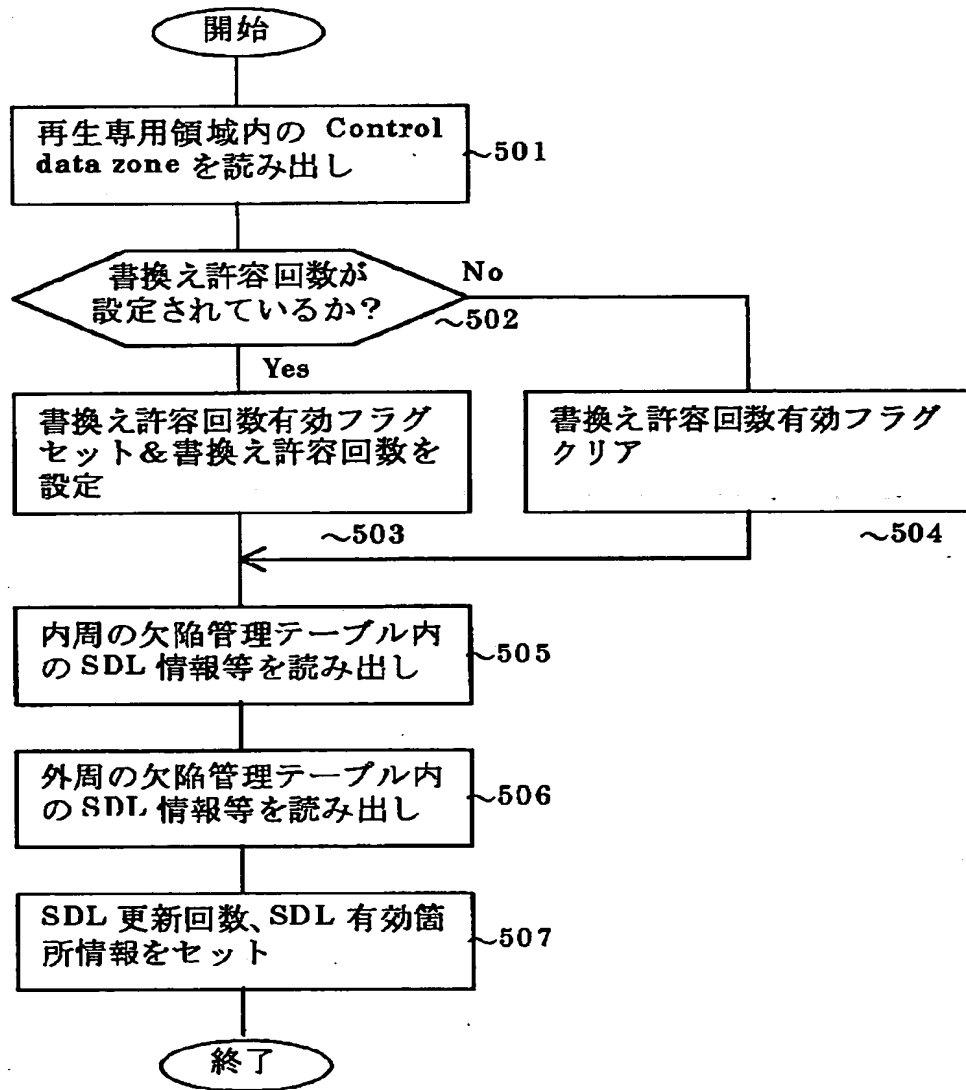 開始
再生専用領域内の Control
data zone を読み出し
～501
書換え許容回数が
設定されているか？
No
～502
Yes
書換え許容回数有効フラグ
セット＆書換え許容回数を
設定
～503
書換え許容回数有効フラグ
クリア
～504
内周の欠陥管理テーブル内
の SDL 情報等を読み出し
～505
外周の欠陥管理テーブル内
の SDL 情報等を読み出し
～506
SDL 更新回数、SDL 有効箇
所情報をセット
～507
終了